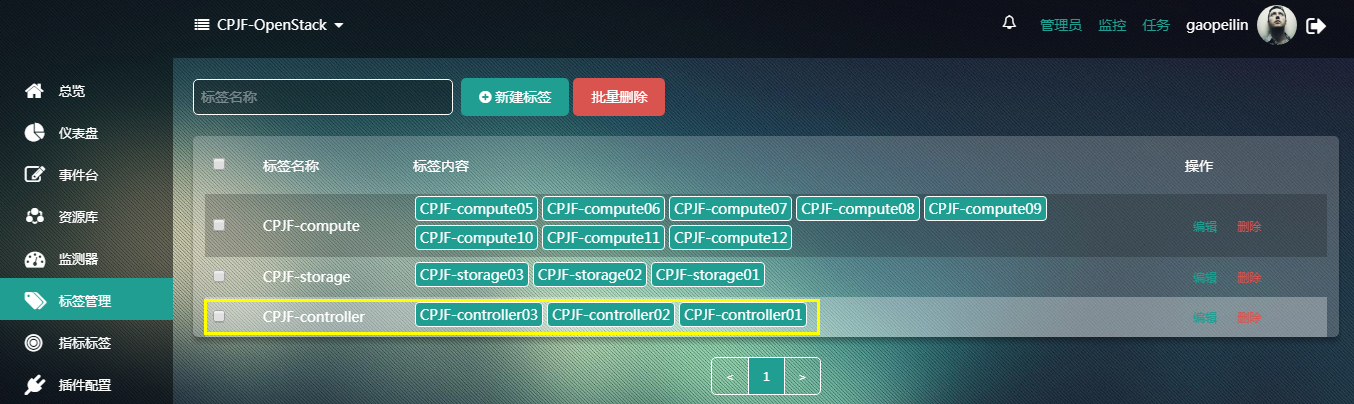 CPJF-OpenStack
管理员 监控 任务 gaopeilin
总览
仪表盘
事件台
资源库
监测器
标签管理
指标标签
插件配置
标签名称 新建标签 批量删除
标签名称 标签内容 操作
CPJF-compute CPJF-compute05 CPJF-compute06 CPJF-compute07 CPJF-compute08 CPJF-compute09
CPJF-compute10 CPJF-compute11 CPJF-compute12 编辑 删除
CPJF-storage CPJF-storage03 CPJF-storage02 CPJF-storage01 编辑 删除
CPJF-controller CPJF-controller03 CPJF-controller02 CPJF-controller01 编辑 删除
< 1 >